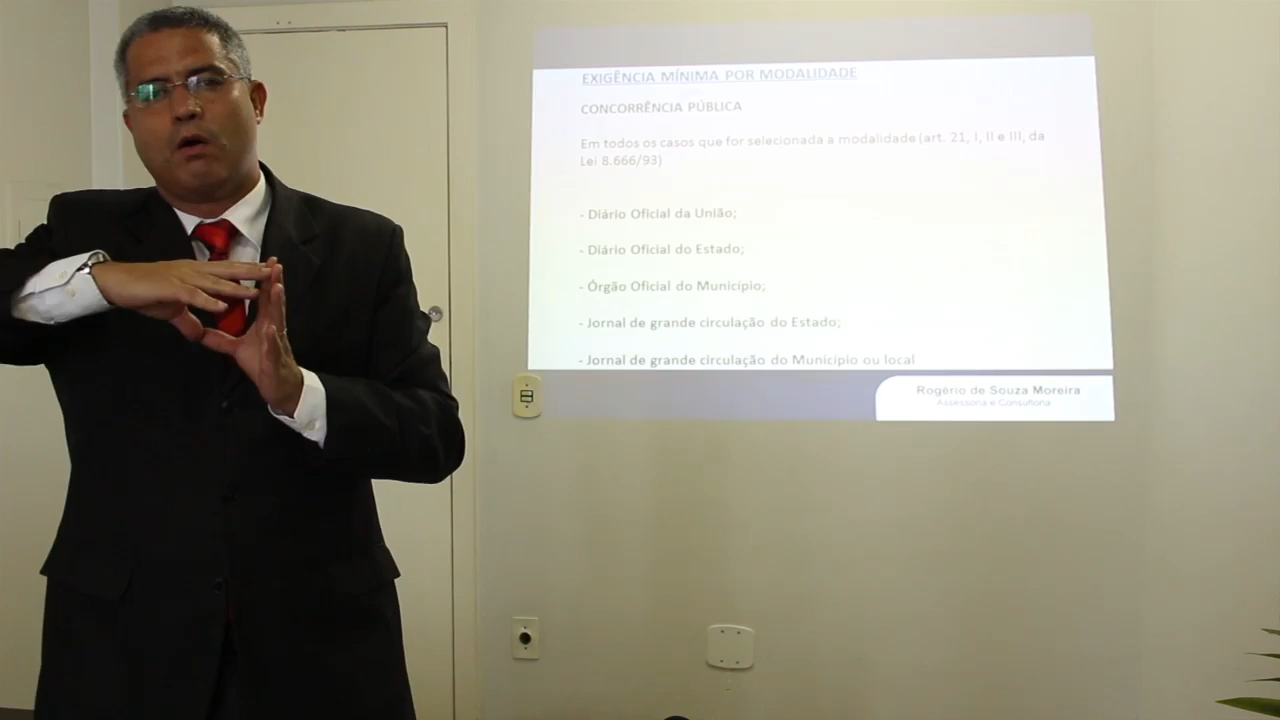 EXIGÊNCIA MÍNIMA POR MODALIDADE
CONCORRÊNCIA PÚBLICA
Em todos os casos que for selecionada a modalidade (art. 21, I, II e III, da
Lei 8.666/93)
- Diário Oficial da União;
- Diário Oficial do Estado;
- Órgão Oficial do Município;
- Jornal de grande circulação do Estado;
- Jornal de grande circulação do Município ou local
Rogério de Souza Moreira
Assessoria e Consultoria